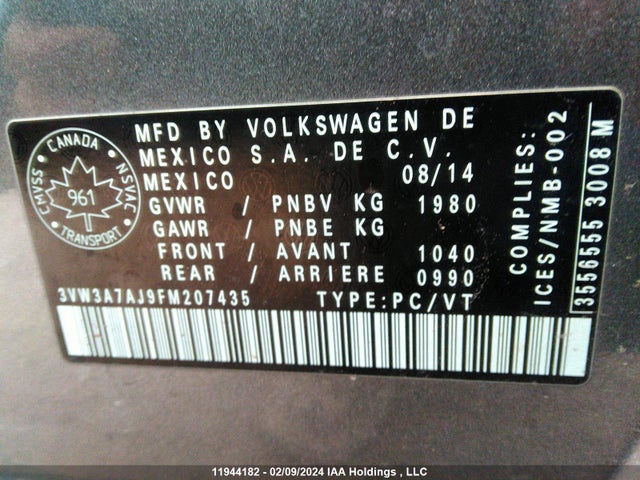 CANADA
CMVSS NSVAC
961
TRANSPORT
MFD BY VOLKSWAGEN DE
MEXICO S.A. DE C.V.
MEXICO 08/14
GVWR / PNBV KG 1980
GAWR / PNBE KG
FRONT / AVANT 1040
REAR / ARRIERE 0990
3VW3A7AJ9FM207435 TYPE:PC/VT
COMPLIES:
ICES/NMB-002
3556555 3008 M
11944182 - 02/09/2024 IAA Holdings , LLC